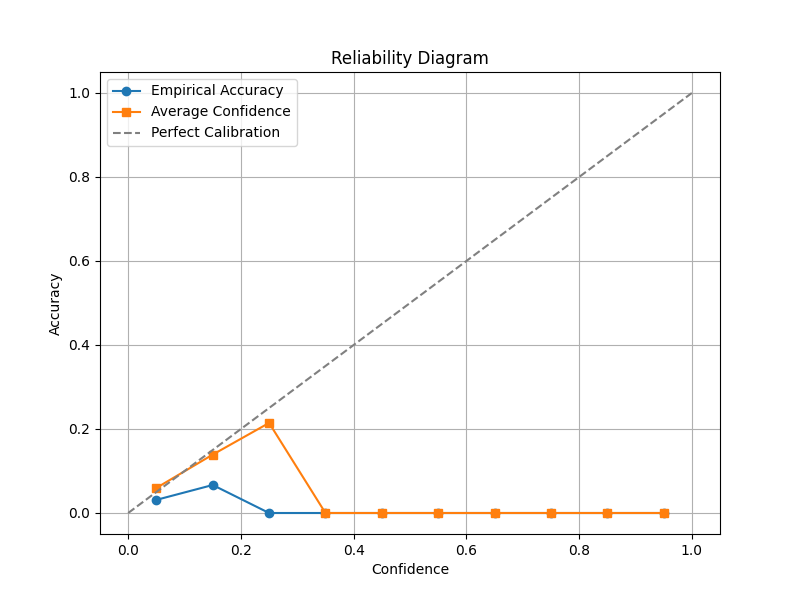 Reliability Diagram
Empirical Accuracy
Average Confidence
Perfect Calibration
1.0
0.8
0.6
0.4
0.2
0.0
Accuracy
0.0 0.2 0.4 0.6 0.8 1.0
Confidence